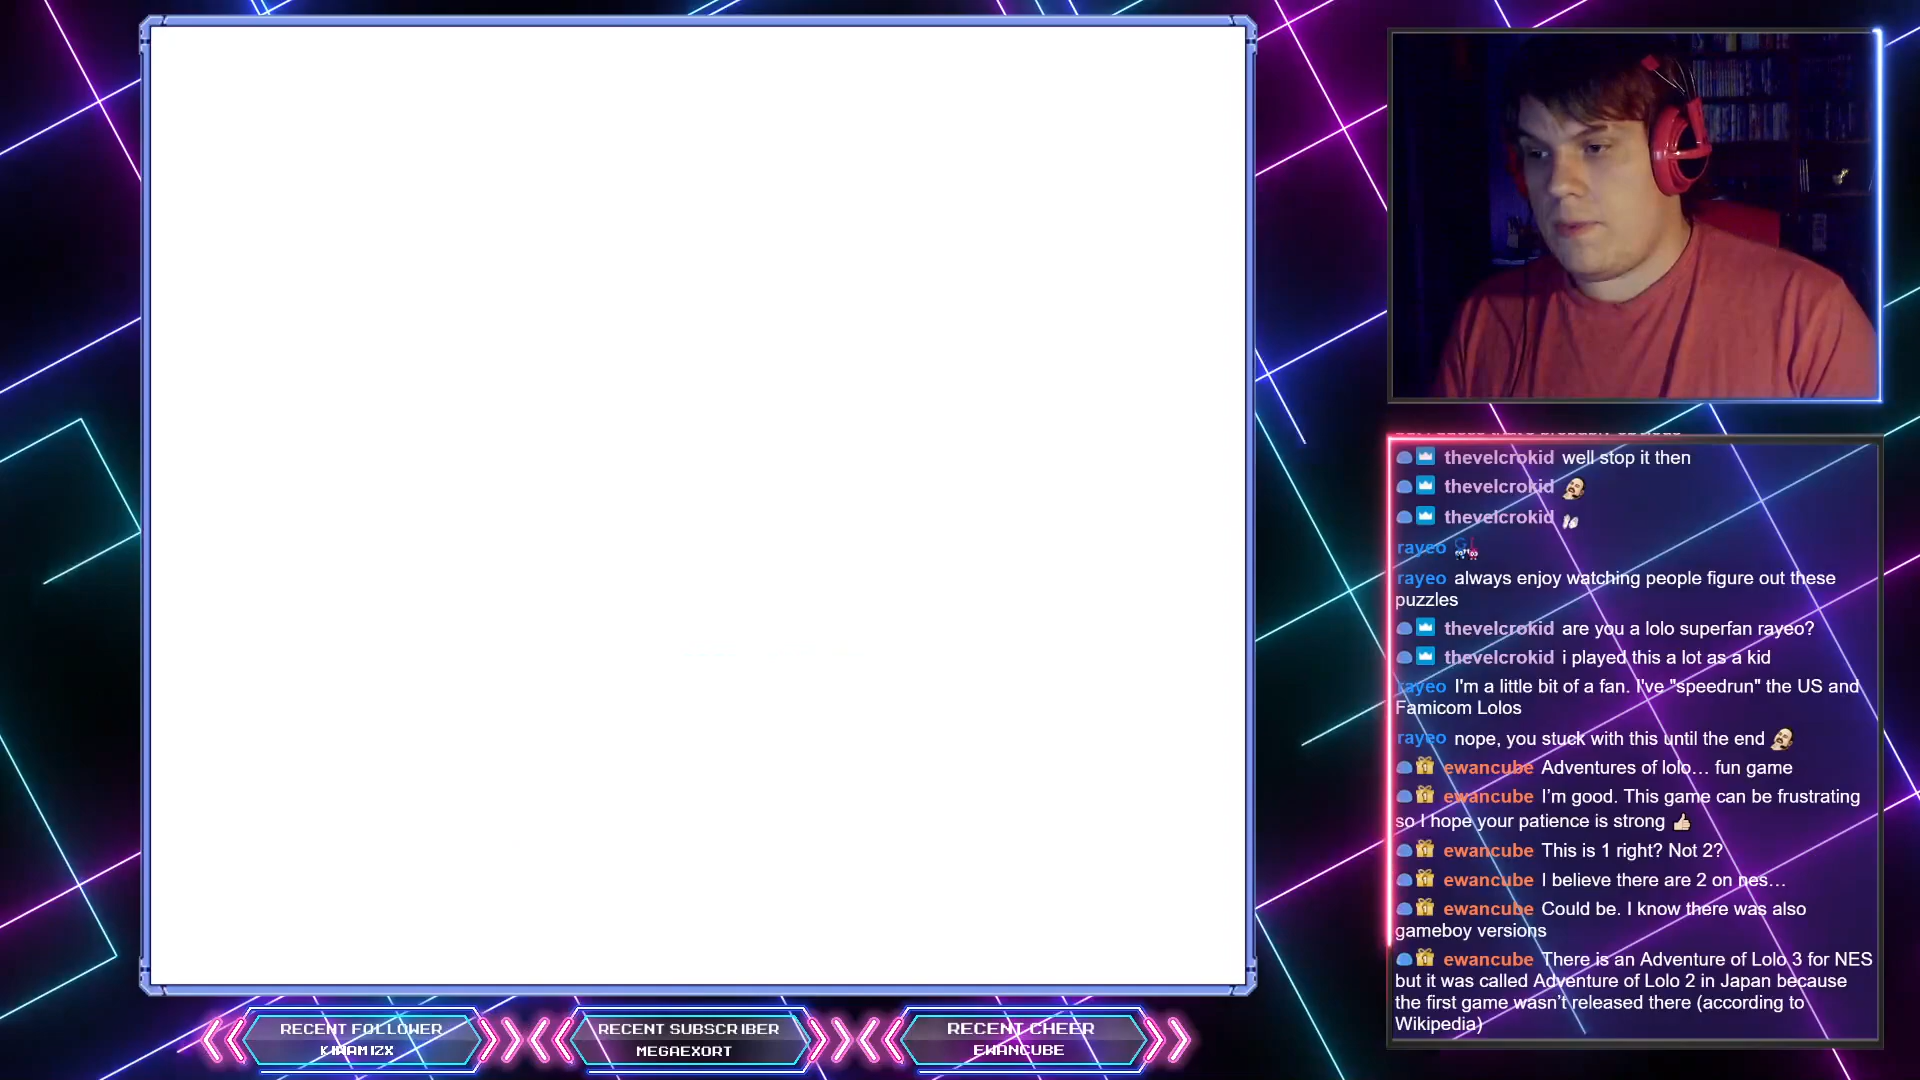 thevelcrokid well stop it then
thevelcrokid
thevelcrokid
rayeo GL
rayeo always enjoy watching people figure out these
puzzles
thevelcrokid are you a lolo superfan rayeo?
thevelcrokid i played this a lot as a kid
rayeo I'm a little bit of a fan. I've "speedrun" the US and
Famicom Lolos
rayeo nope, you stuck with this until the end
ewancube Adventures of lolo… fun game
ewancube I’m good. This game can be frustrating
so I hope your patience is strong
ewancube This is 1 right? Not 2?
ewancube I believe there are 2 on nes…
ewancube Could be. I know there was also
gameboy versions
ewancube There is an Adventure of Lolo 3 for NES
but it was called Adventure of Lolo 2 in Japan because
the first game wasn’t released there (according to
Wikipedia)
RECENT FOLLOWER
RECENT SUBSCRIBER
MEGAEXORT
RECENT CHEER
EWANCUBE